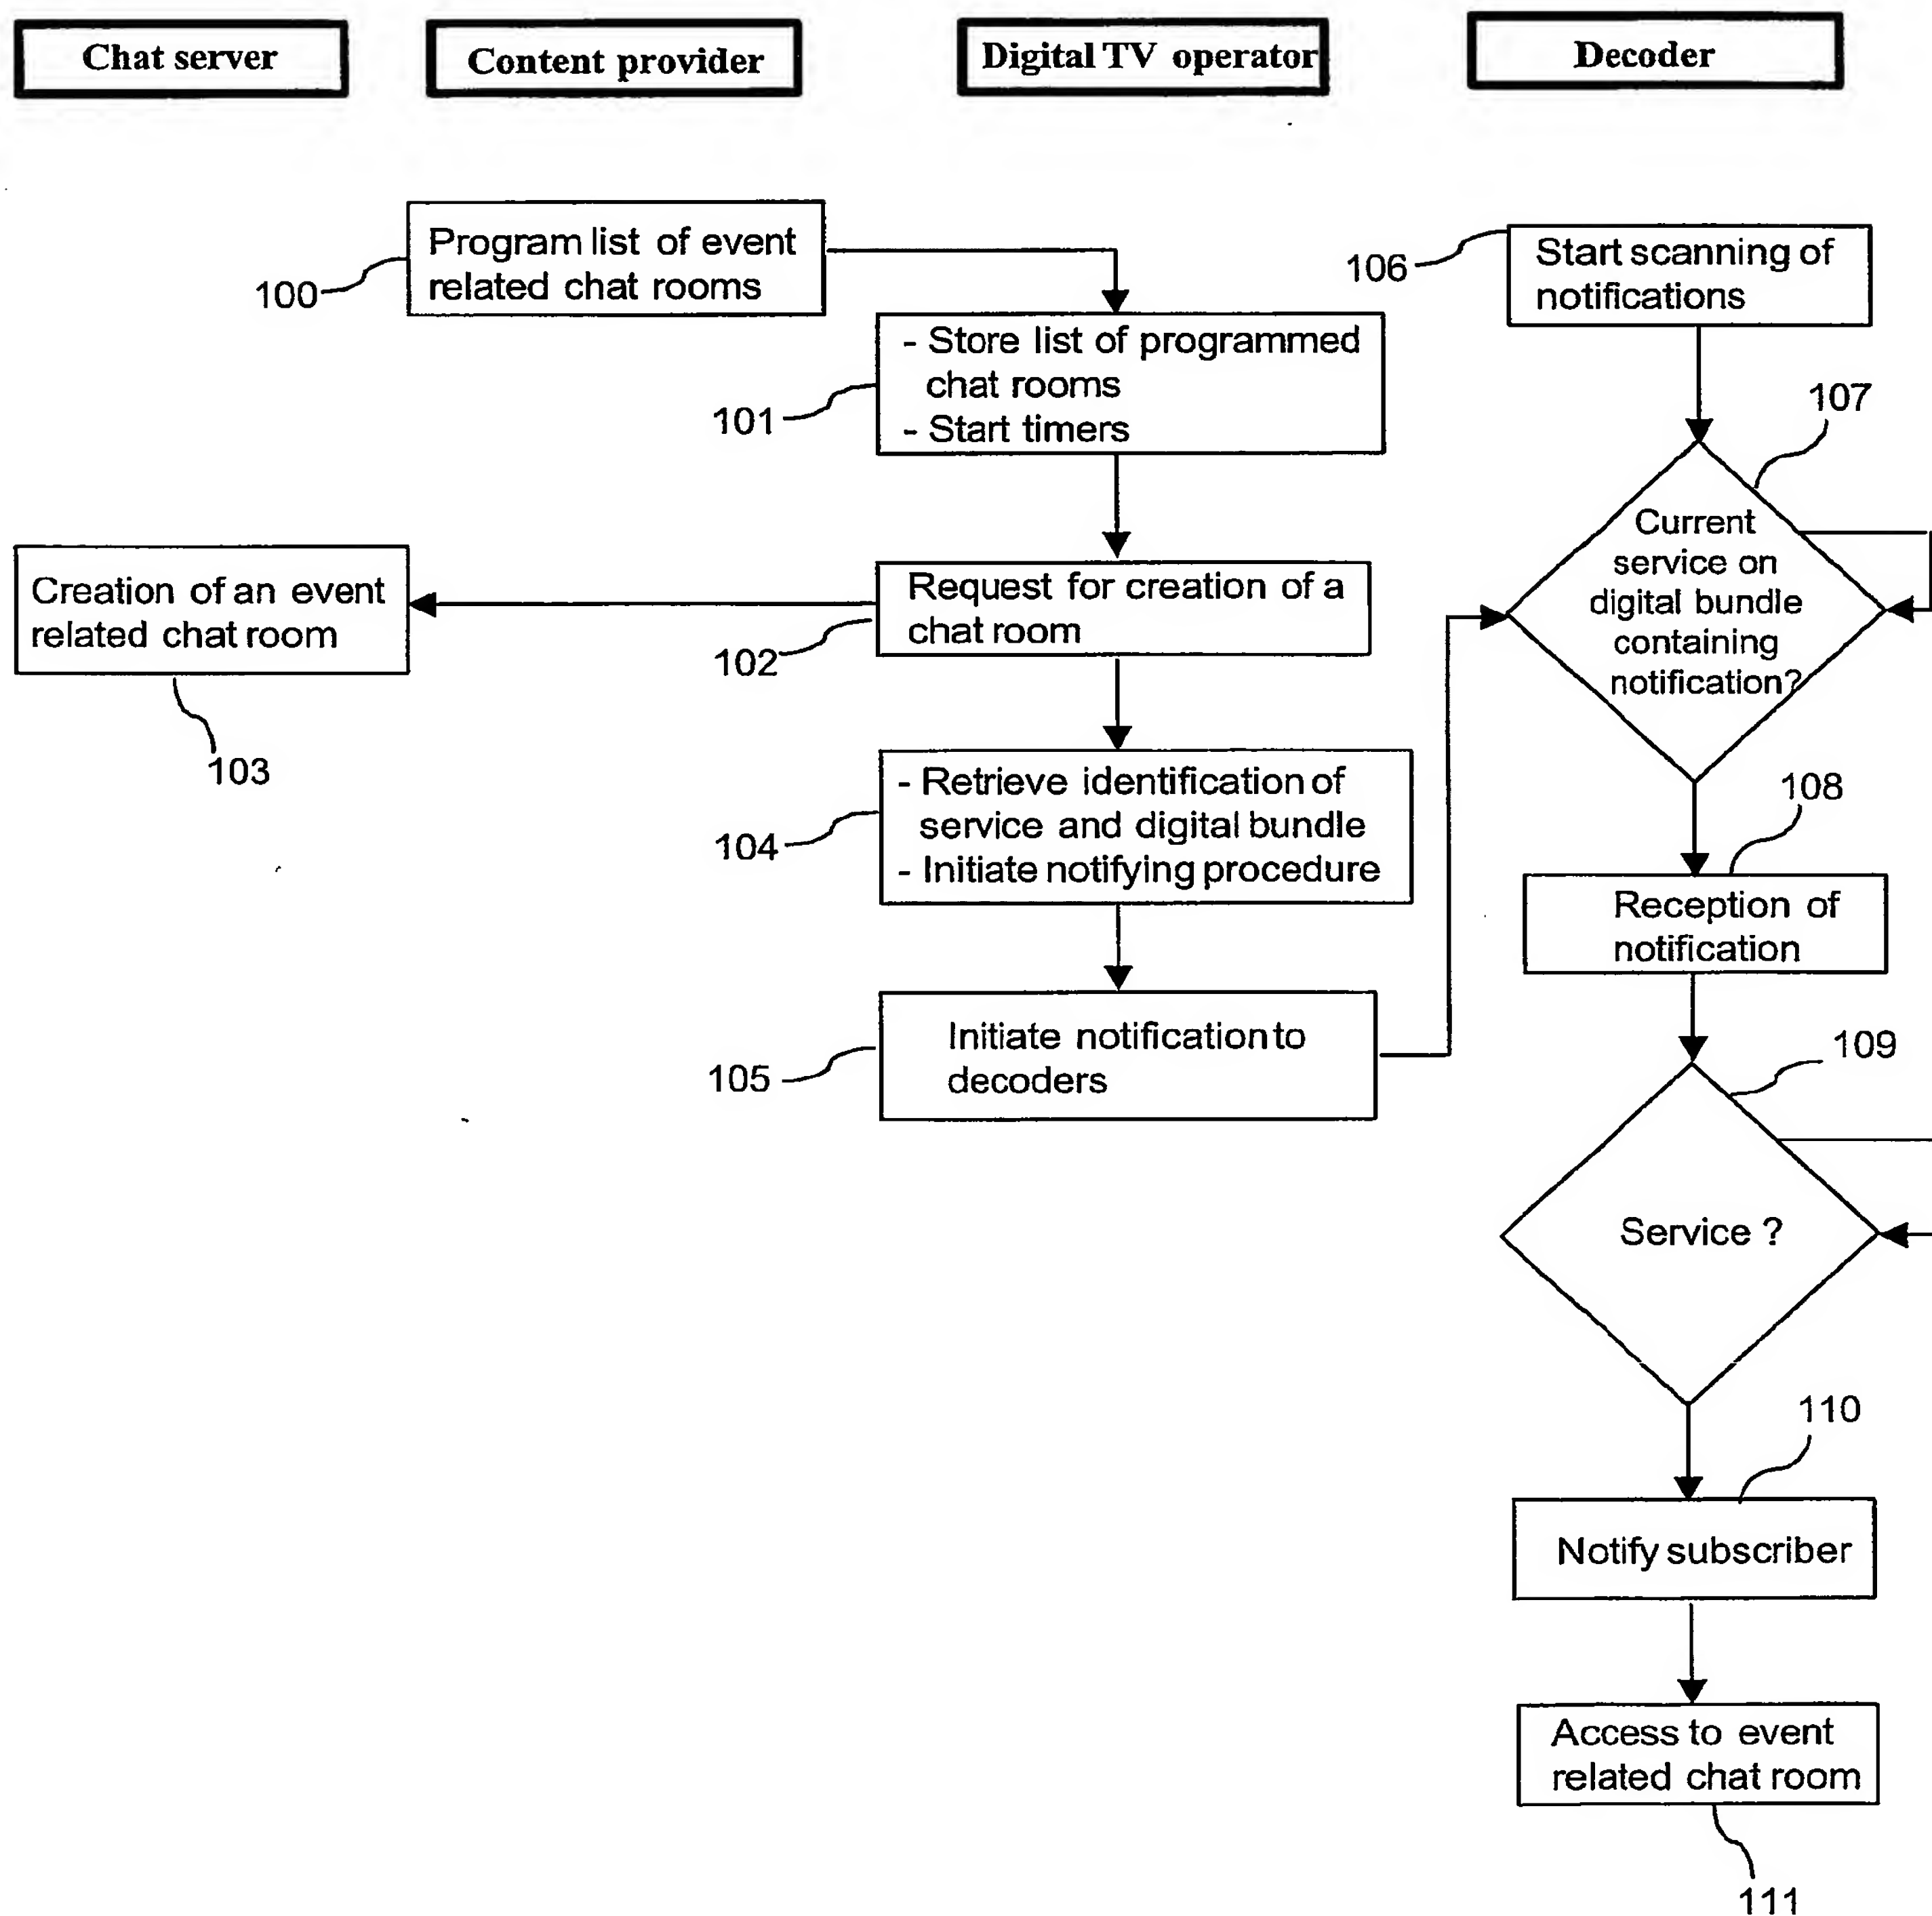 Chat server
Content provider
Digital TV operator
Decoder
Program list of event
related chat rooms
100
- Store list of programmed
chat rooms
- Start timers
101
Request for creation of a
chat room
102
Creation of an event
related chat room
103
- Retrieve identification of
service and digital bundle
- Initiate notifying procedure
104
Initiate notification to
decoders
105
106
Start scanning of
notifications
107
Current
service on
digital bundle
containing
notification?
108
Reception of
notification
109
Service ?
110
Notify subscriber
Access to event
related chat room
111